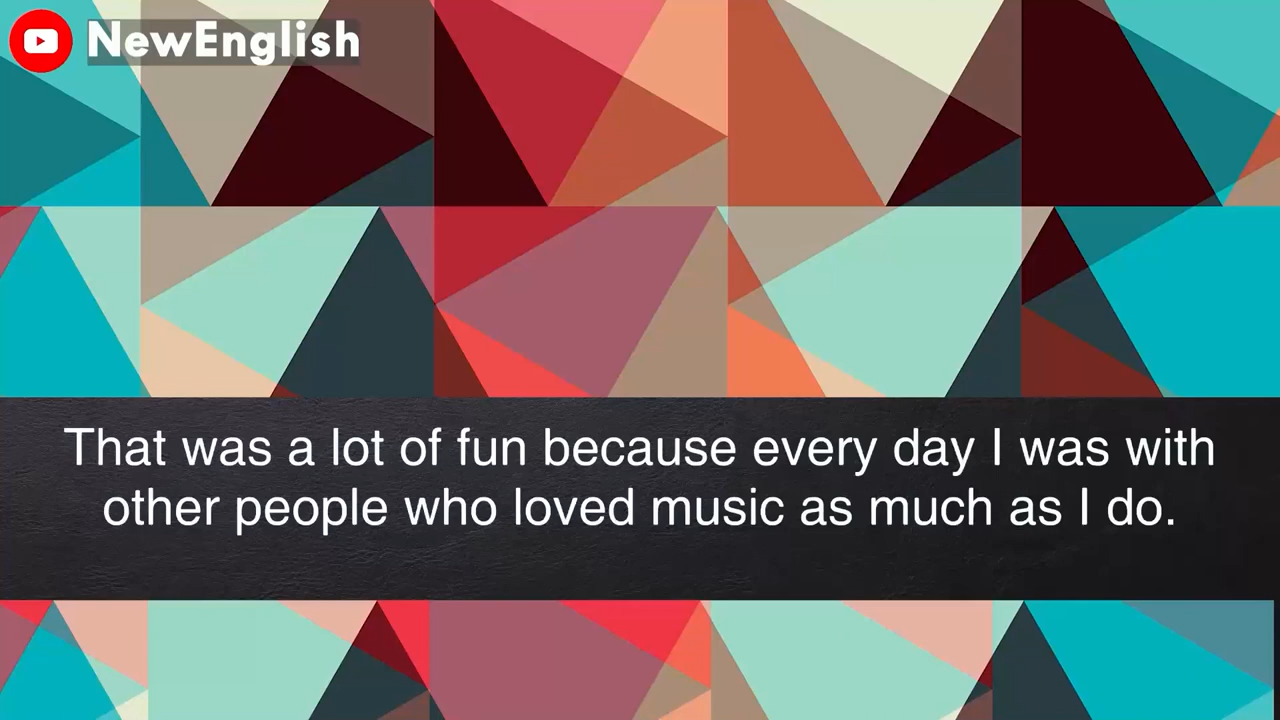 NewEnglish
That was a lot of fun because every day I was with
other people who loved music as much as I do.